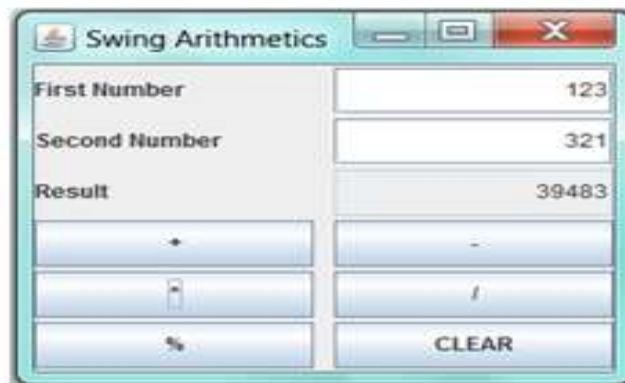 Swing Arithmetics
First Number 123
Second Number 321
Result 39483
+ -
* /
% CLEAR